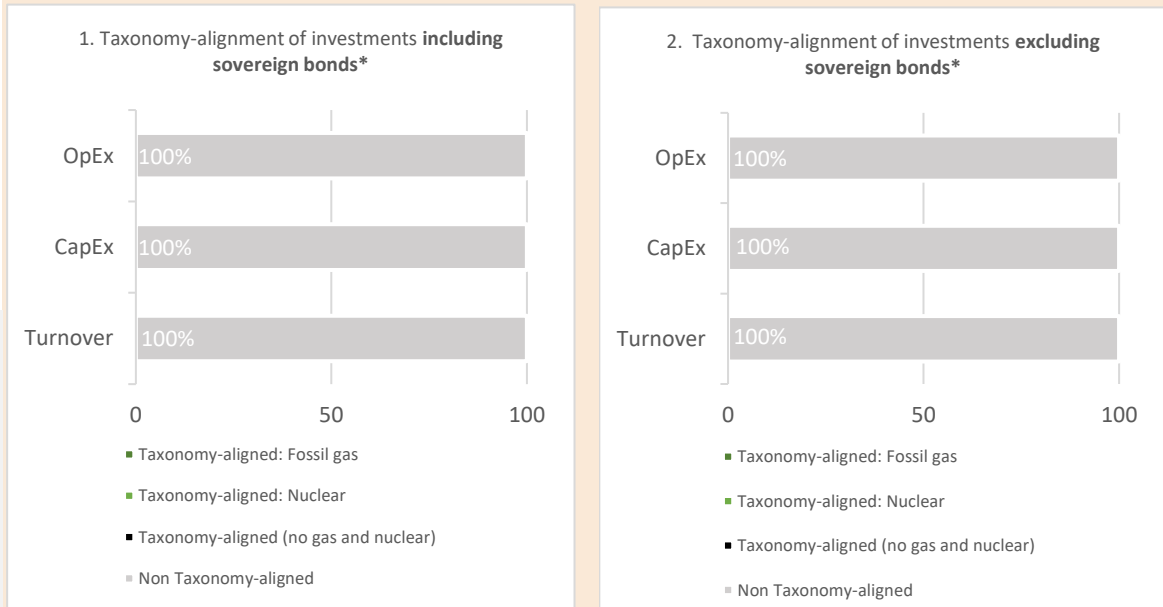 1. Taxonomy-alignment of investments including
sovereign bonds*
OpEx
100%
CapEx
100%
Turnover
100%
0
50
100
Taxonomy-aligned: Fossil gas
Taxonomy-aligned: Nuclear
Taxonomy-aligned (no gas and nuclear)
Non Taxonomy-aligned
2. Taxonomy-alignment of investments excluding
sovereign bonds*
OpEx
100%
CapEx
100%
Turnover
100%
0
50
100
Taxonomy-aligned: Fossil gas
Taxonomy-aligned: Nuclear
Taxonomy-aligned (no gas and nuclear)
Non Taxonomy-aligned